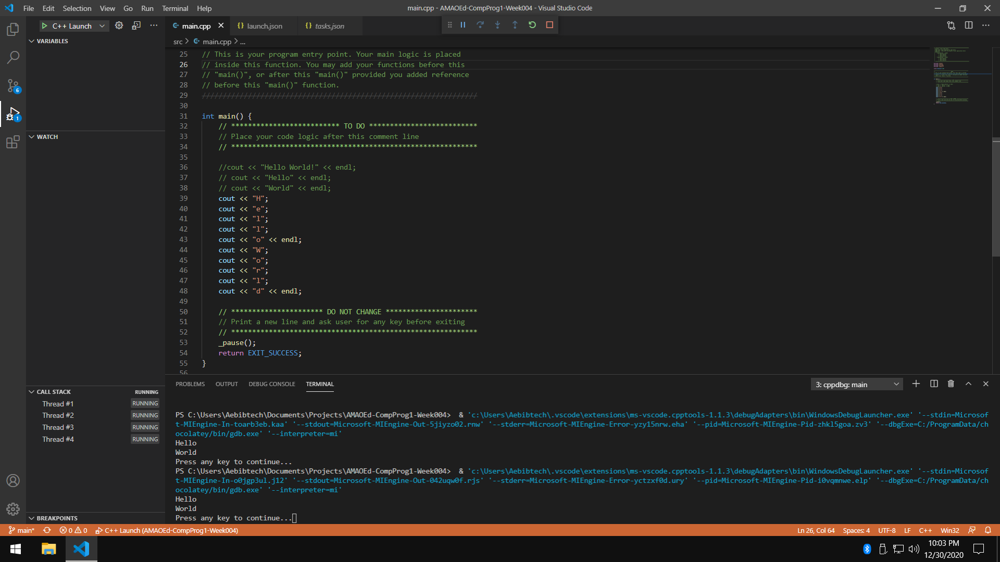 File Edit Selection View Go Run Terminal Help
main.cpp - AMAOEd-CompProg1-Week004 - Visual Studio Code
C++ Launch
main.cpp
launch.json
tasks.json
src > main.cpp > ...
VARIABLES
WATCH
CALL STACK RUNNING
Thread #1 RUNNING
Thread #2 RUNNING
Thread #3 RUNNING
Thread #4 RUNNING
BREAKPOINTS
6
1
25 // This is your program entry point. Your main logic is placed
26 // inside this function. You may add your functions before this
27 // "main()", or after this "main()" provided you added reference
28 // before this "main()" function.
29 //////////////////////////////////////////////////////////////////
30
31 int main() {
32 // ************************** TO DO **************************
33 // Place your code logic after this comment line
34 // ***********************************************************
35
36 //cout << "Hello World!" << endl;
37 // cout << "Hello" << endl;
38 // cout << "World" << endl;
39 cout << "H";
40 cout << "e";
41 cout << "l";
42 cout << "l";
43 cout << "o" << endl;
44 cout << "W";
45 cout << "o";
46 cout << "r";
47 cout << "l";
48 cout << "d" << endl;
49
50 // ********************** DO NOT CHANGE **********************
51 // Print a new line and ask user for any key before exiting
52 // ***********************************************************
53 _pause();
54 return EXIT_SUCCESS;
55 }
56
PROBLEMS OUTPUT DEBUG CONSOLE TERMINAL
3: cppdbg: main
PS C:\Users\Aebibtech\Documents\Projects\AMAOEd-CompProg1-Week004> & 'c:\Users\Aebibtech\.vscode\extensions\ms-vscode.cpptools-1.1.3\debugAdapters\bin\WindowsDebugLauncher.exe' '--stdin=Microsof
t-MIEngine-In-toarb3eb.kaa' '--stdout=Microsoft-MIEngine-Out-5jiyzo02.rnw' '--stderr=Microsoft-MIEngine-Error-yzy15nrw.eha' '--pid=Microsoft-MIEngine-Pid-zhkl5goa.zv3' '--dbgExe=C:/ProgramData/ch
ocolatey/bin/gdb.exe' '--interpreter=mi'
Hello
World
Press any key to continue...
PS C:\Users\Aebibtech\Documents\Projects\AMAOEd-CompProg1-Week004> & 'c:\Users\Aebibtech\.vscode\extensions\ms-vscode.cpptools-1.1.3\debugAdapters\bin\WindowsDebugLauncher.exe' '--stdin=Microsof
t-MIEngine-In-o0jgp3ul.j12' '--stdout=Microsoft-MIEngine-Out-042uqw0f.rjs' '--stderr=Microsoft-MIEngine-Error-yctzxf0d.ury' '--pid=Microsoft-MIEngine-Pid-i0vqmnwe.elp' '--dbgExe=C:/ProgramData/ch
ocolatey/bin/gdb.exe' '--interpreter=mi'
Hello
World
Press any key to continue...
main* 0 0 C++ Launch (AMAOEd-CompProg1-Week004)
Ln 26, Col 64 Spaces: 4 UTF-8 LF C++ Win32
10:03 PM
12/30/2020